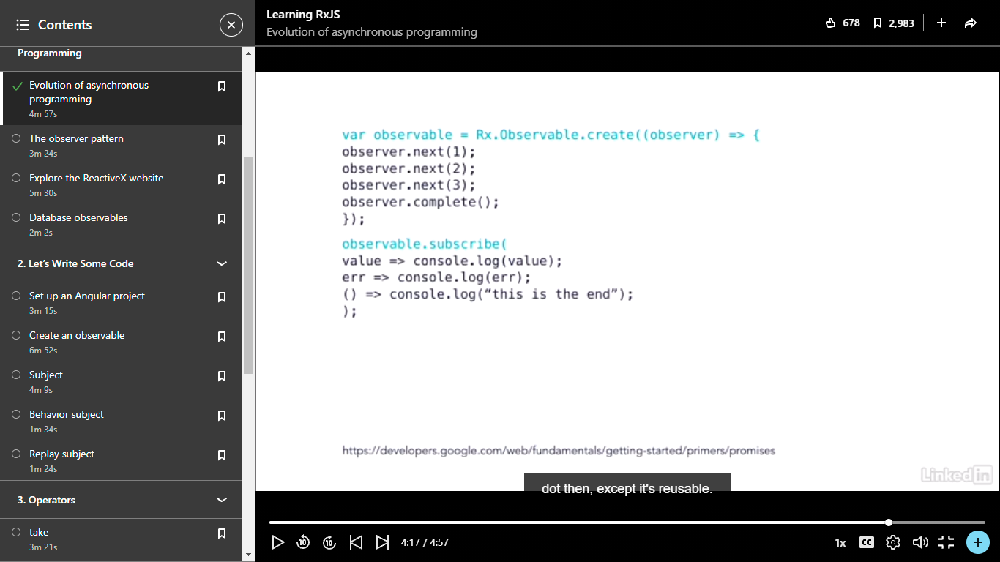 Contents
Programming
Evolution of asynchronous
programming
4m 57s
The observer pattern
3m 24s
Explore the ReactiveX website
5m 30s
Database observables
2m 2s
2. Let's Write Some Code
Set up an Angular project
3m 15s
Create an observable
6m 52s
Subject
4m 9s
Behavior subject
1m 34s
Replay subject
1m 24s
3. Operators
take
3m 21s
Learning RxJS
Evolution of asynchronous programming
678
2,983
var observable = Rx.Observable.create((observer) => {
observer.next(1);
observer.next(2);
observer.next(3);
observer.complete();
});
observable.subscribe(
value => console.log(value);
err => console.log(err);
() => console.log(“this is the end”);
);
https://developers.google.com/web/fundamentals/getting-started/primers/promises
Linked in
dot then, except it's reusable.
10
10
4:17 / 4:57
1x
CC